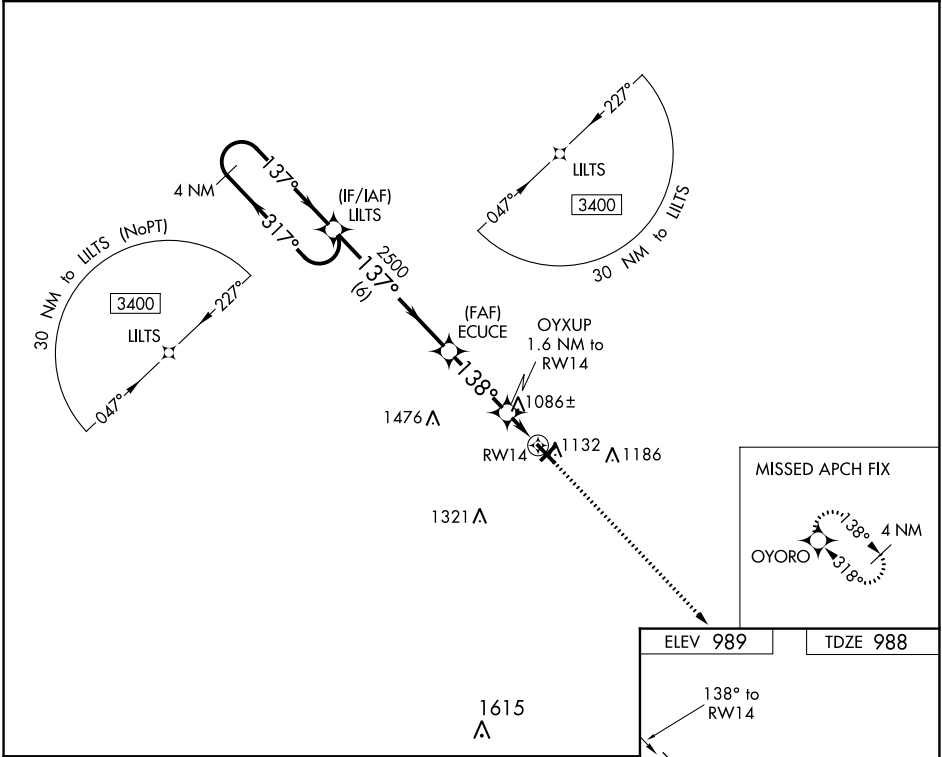 227°
LILTS
047°
3400
30 NM to LILTS
137°
4 NM
317°
(IF/IAF)
LILTS
2500
137°
(6)
30 NM to LILTS (NoPT)
3400
LILTS
227°
047°
(FAF)
ECUCE
138°
OYXUP
1.6 NM to
RW14
1086±
1476
RW14
1132
1186
1321
MISSED APCH FIX
138°
4 NM
OYORO
318°
ELEV 989
TDZE 988
138° to
RW14
1615